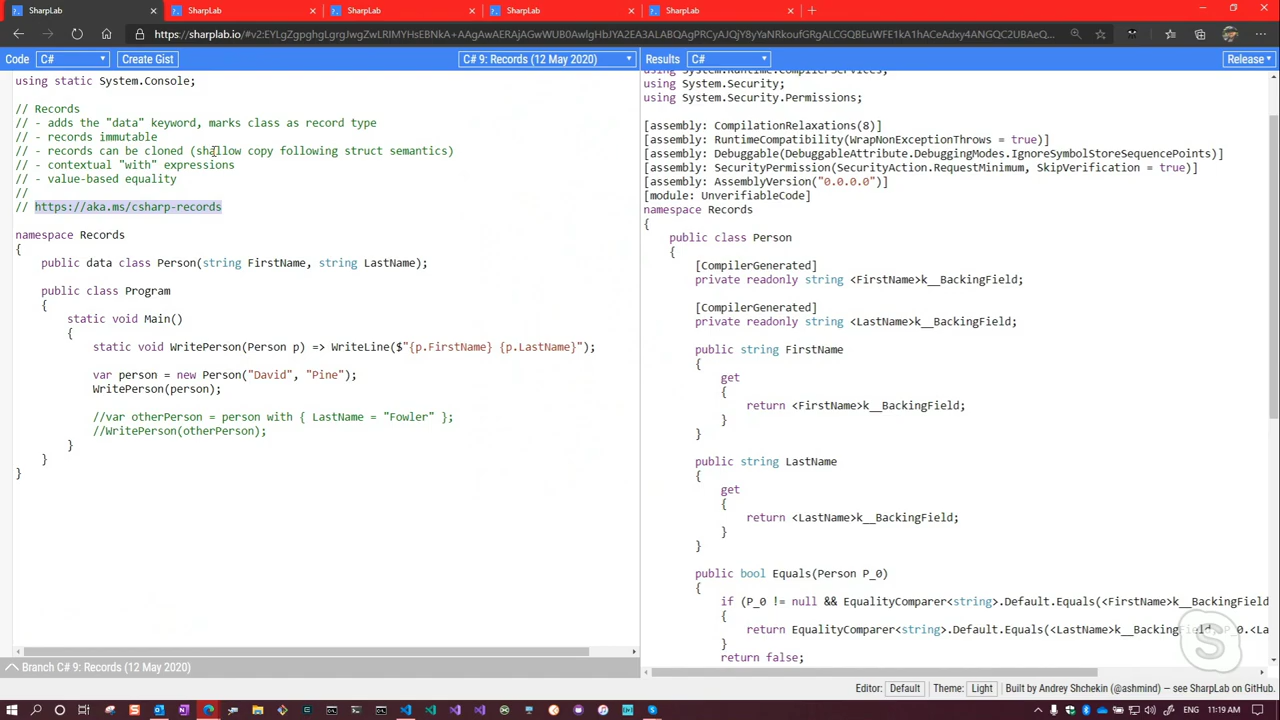 SharpLab
SharpLab
SharpLab
SharpLab
SharpLab
Code
C#
Create Gist
C# 9: Records (12 May 2020)
Results
C#
Release
using static System.Console;
// Records
// - adds the "data" keyword, marks class as record type
// - records immutable
// - records can be cloned (shallow copy following struct semantics)
// - contextual "with" expressions
// - value-based equality
//
// https://aka.ms/csharp-records
namespace Records
{
public data class Person(string FirstName, string LastName);
public class Program
{
static void Main()
{
static void WritePerson(Person p) => WriteLine($"{p.FirstName} {p.LastName}");
var person = new Person("David", "Pine");
WritePerson(person);
//var otherPerson = person with { LastName = "Fowler" };
//WritePerson(otherPerson);
}
}
}
Branch C# 9: Records (12 May 2020)
using System.Runtime.CompilerServices;
using System.Security;
using System.Security.Permissions;
[assembly: CompilationRelaxations(8)]
[assembly: RuntimeCompatibility(WrapNonExceptionThrows = true)]
[assembly: Debuggable(DebuggableAttribute.DebuggingModes.IgnoreSymbolStoreSequencePoints)]
[assembly: SecurityPermission(SecurityAction.RequestMinimum, SkipVerification = true)]
[assembly: AssemblyVersion("0.0.0.0")]
[module: UnverifiableCode]
namespace Records
{
public class Person
{
[CompilerGenerated]
private readonly string <FirstName>k__BackingField;
[CompilerGenerated]
private readonly string <LastName>k__BackingField;
public string FirstName
{
get
{
return <FirstName>k__BackingField;
}
}
public string LastName
{
get
{
return <LastName>k__BackingField;
}
}
public bool Equals(Person P_0)
{
if (P_0 != null && EqualityComparer<string>.Default.Equals(<FirstName>k__BackingField
{
return EqualityComparer<string>.Default.Equals(<LastName>k__BackingField, P_0.<La
}
return false;
Editor: Default Theme: Light Built by Andrey Shchekin (@ashmind) — see SharpLab on GitHub.
ENG 11:19 AM